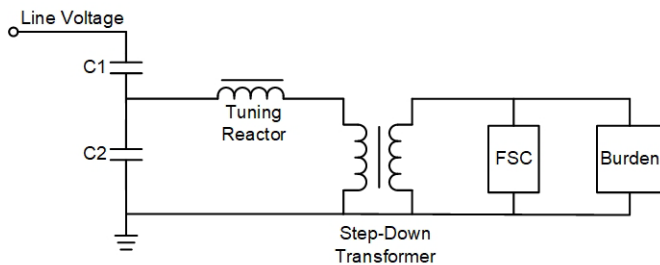 Line Voltage
C1
Tuning
Reactor
C2
FSC
Burden
Step-Down
Transformer